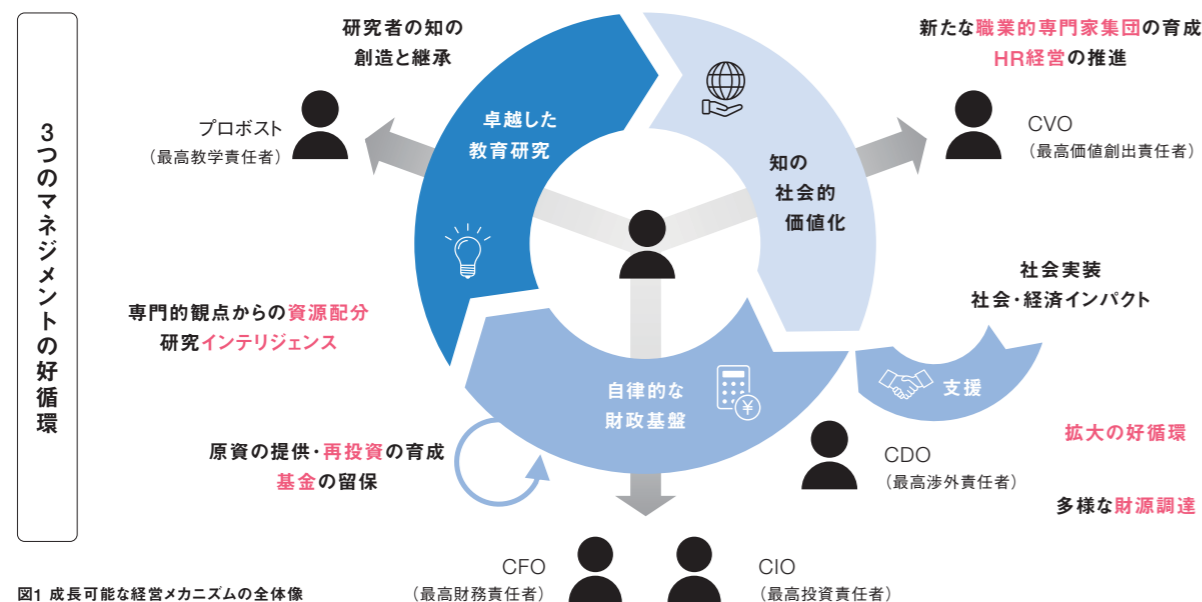 3つのマネジメントの好循環
研究者の知の
創造と継承
プロボスト
（最高教学責任者）
卓越した
教育研究
知の
社会的
価値化
新たな職業的専門家集団の育成
HR経営の推進
CVO
（最高価値創出責任者）
社会実装
社会・経済インパクト
専門的観点からの資源配分
研究インテリジェンス
自律的な
財政基盤
¥
支援
原資の提供・再投資の育成
基金の留保
CDO
（最高渉外責任者）
拡大の好循環
多様な財源調達
CFO
（最高財務責任者）
CIO
（最高投資責任者）
図1 成長可能な経営メカニズムの全体像